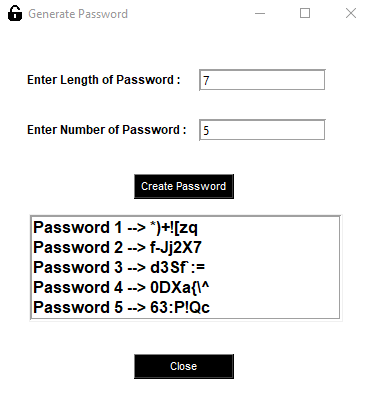 Generate Password
Enter Length of Password : 7
Enter Number of Password : 5
Create Password
Password 1 --> *)+![zq
Password 2 --> f-Jj2X7
Password 3 --> d3Sf`:=
Password 4 --> 0DXa{\^
Password 5 --> 63:P!Qc
Close